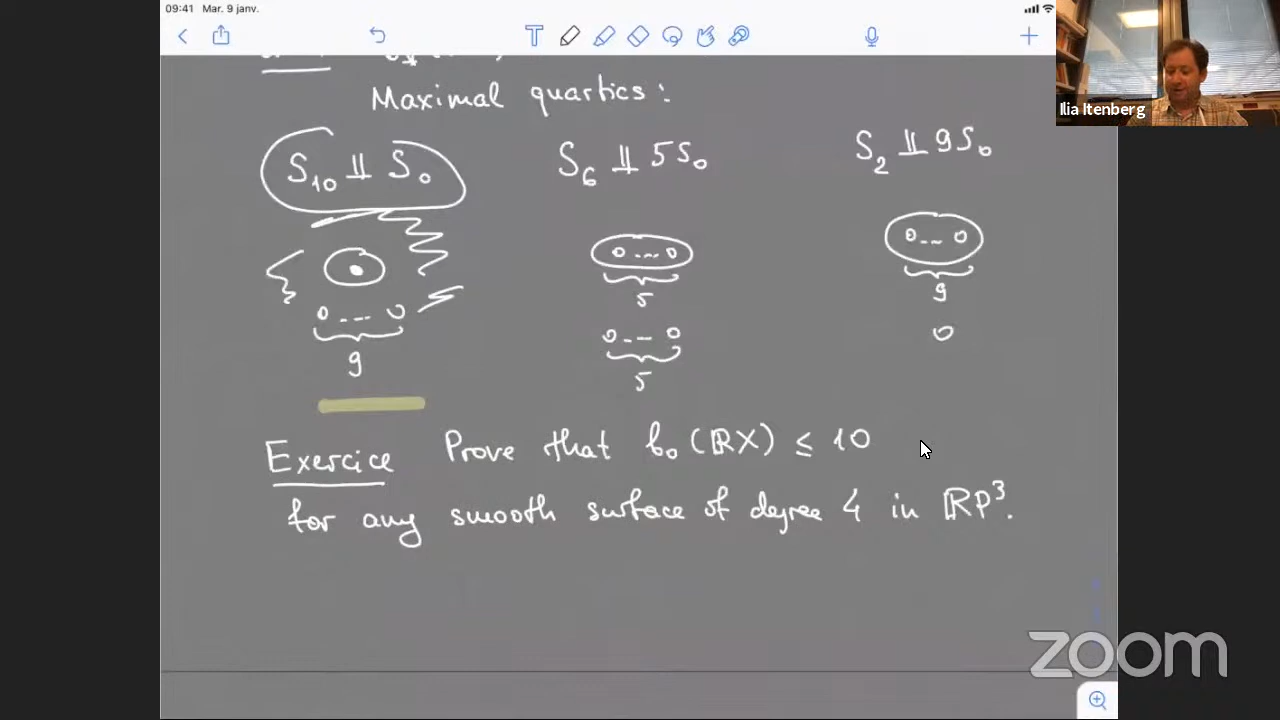 09:41 Mar. 9 janv.
Ilia Itenberg
Maximal quartics :
S₁₀ ⫫ S₀
S₆ ⫫ 5S₀
S₂ ⫫ 9S₀
o...o
5
o...o
9
o...o
9
o...o
5
o
Exercice Prove that b₀(ℝX) ≤ 10
for any smooth surface of degree 4 in ℝP³.
zoom